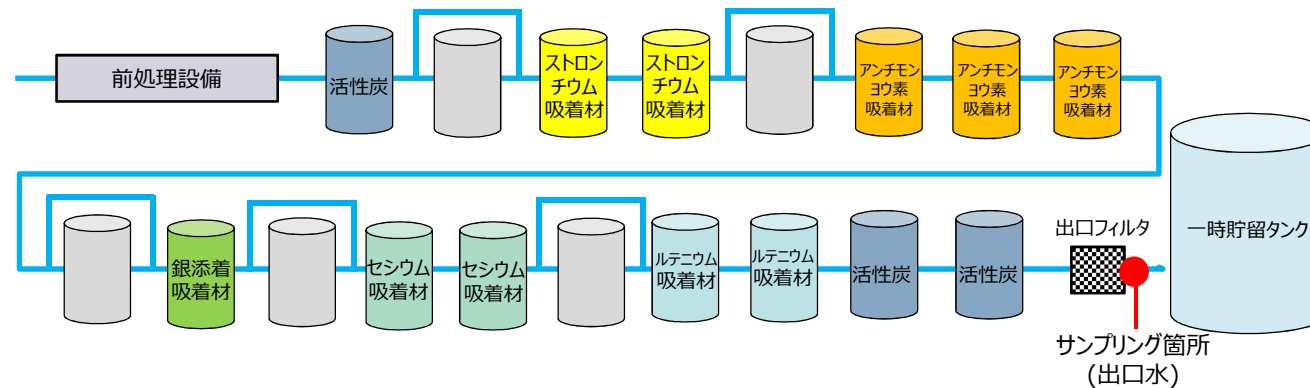 前処理設備
活性炭
ストロン
チウム
吸着材
ストロン
チウム
吸着材
アンチモン
ヨウ素
吸着材
アンチモン
ヨウ素
吸着材
アンチモン
ヨウ素
吸着材
銀添着
吸着材
セシウム
吸着材
セシウム
吸着材
ルテニウム
吸着材
ルテニウム
吸着材
活性炭
活性炭
出口フィルタ
一時貯留タンク
サンプリング箇所
(出口水)